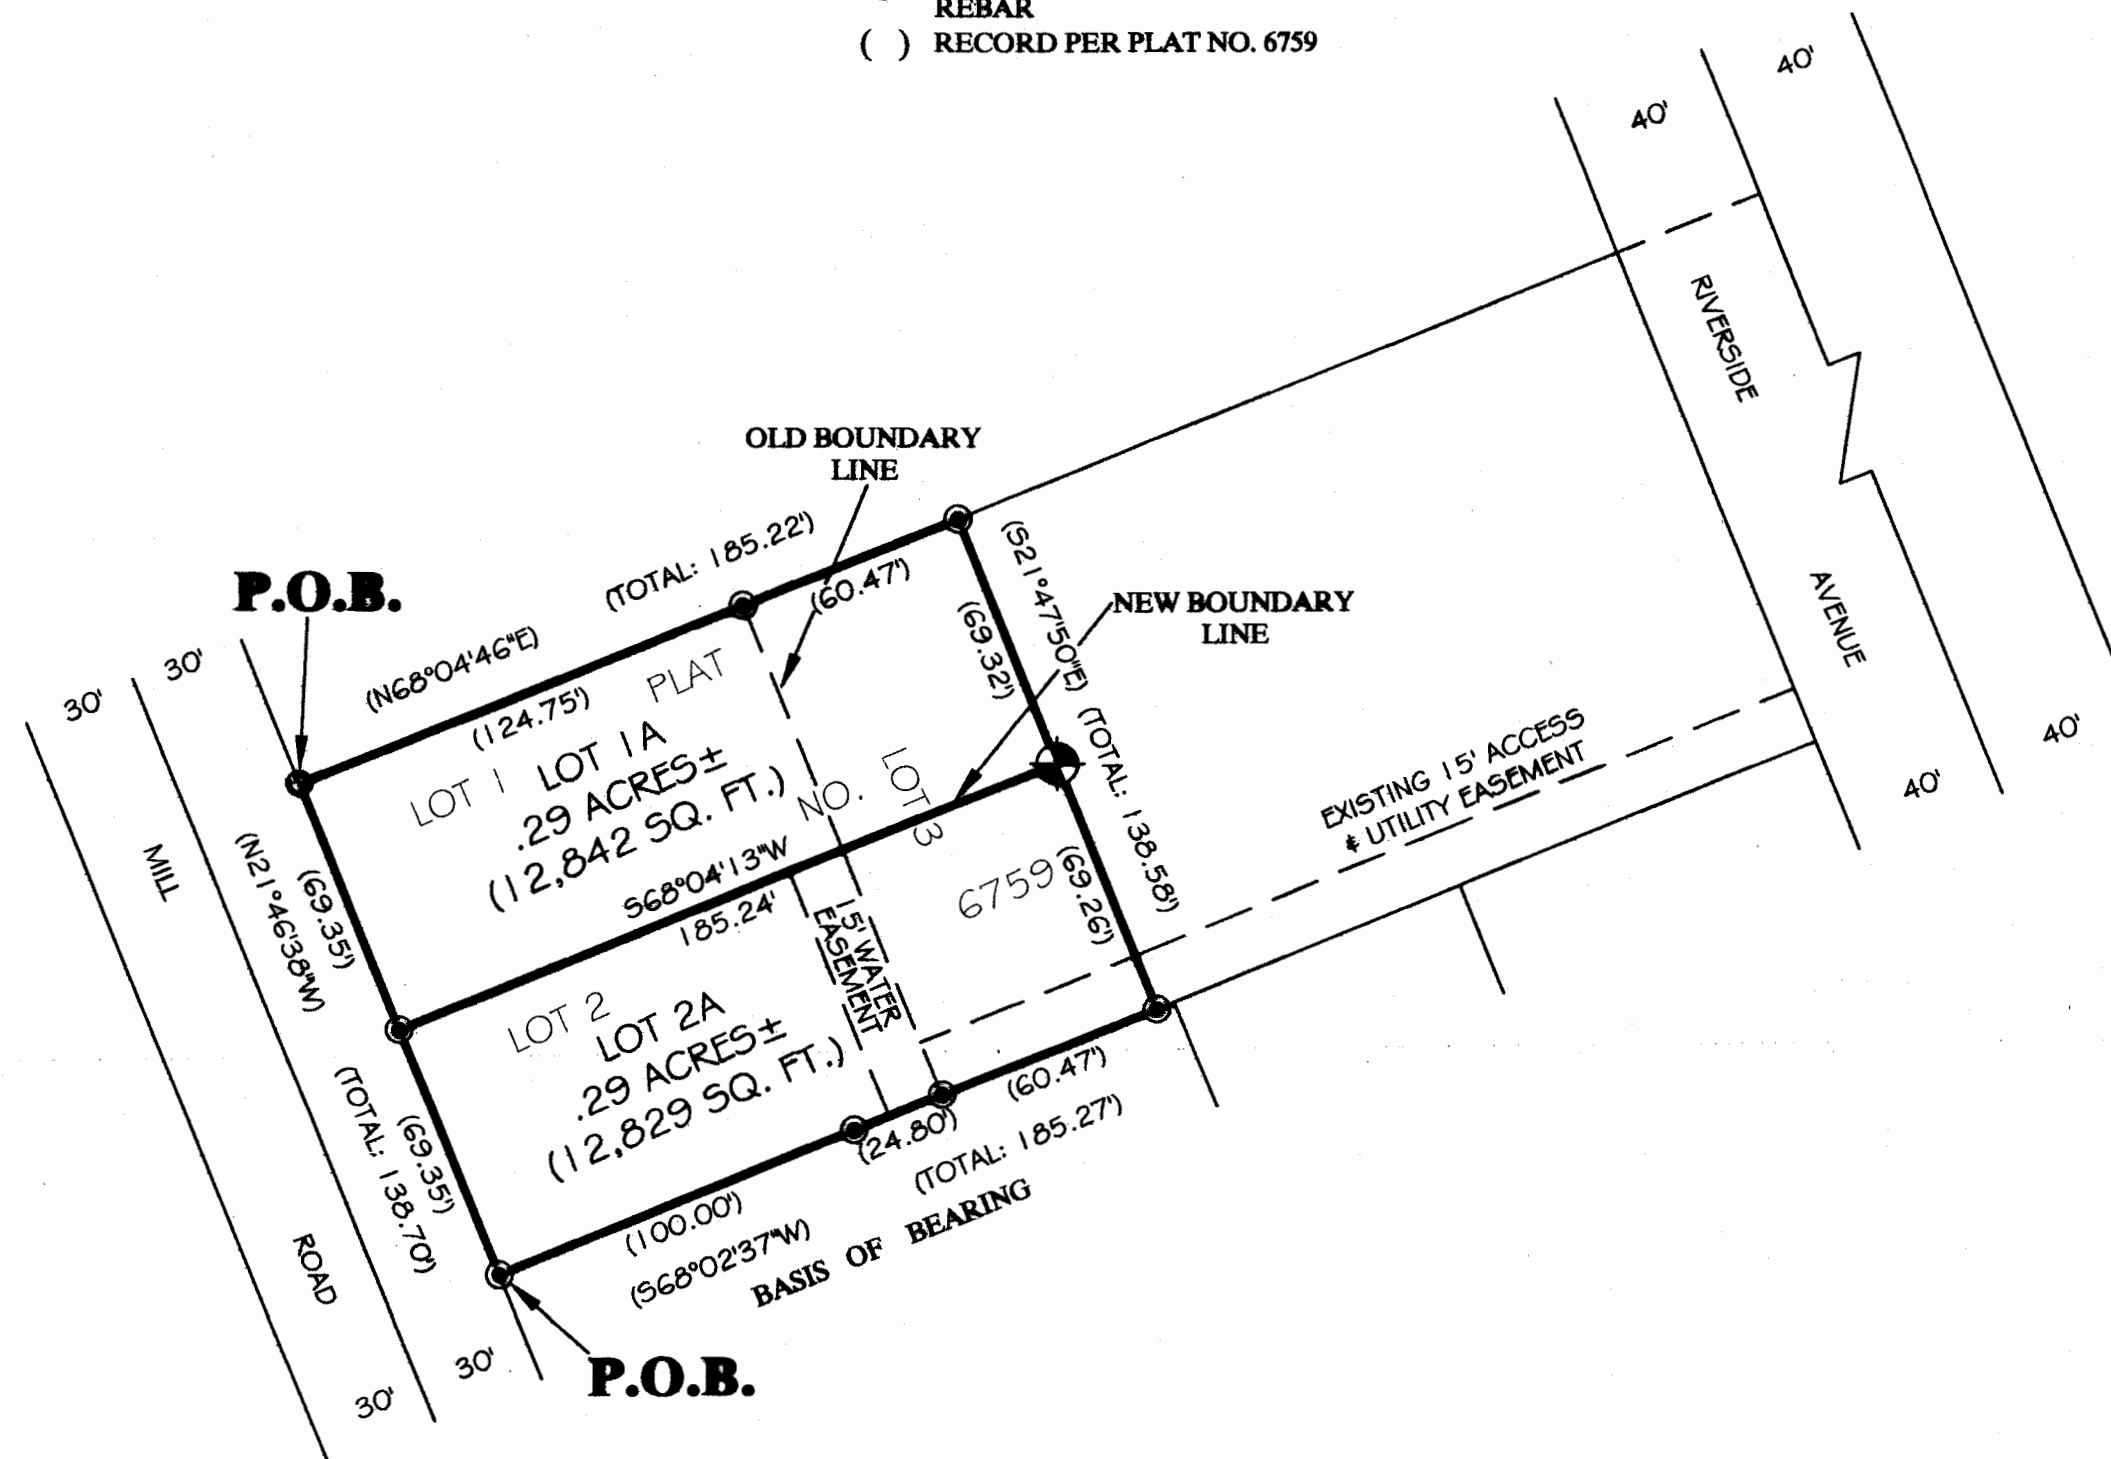 REBAR
( ) RECORD PER PLAT NO. 6759
40'
40'
RIVERSIDE
AVENUE
40'
40'
OLD BOUNDARY
LINE
(TOTAL: 185.22')
(60.47')
P.O.B.
(N68°04'46"E)
(124.75')
30'
30'
(S21°47'50"E)
(TOTAL: 138.58')
(69.32')
NEW BOUNDARY
LINE
PLAT
NO.
6759
LOT 1
LOT 1A
.29 ACRES±
(12,842 SQ. FT.)
LOT 3
S68°04'13"W
185.24'
MILL
ROAD
(N21°46'38"W)
(TOTAL: 138.70')
(69.35')
(69.35')
(69.26')
EXISTING 15' ACCESS
& UTILITY EASEMENT
15' WATER
EASEMENT
LOT 2
LOT 2A
.29 ACRES±
(12,829 SQ. FT.)
(100.00')
(24.80')
(60.47')
(TOTAL: 185.27')
(S68°02'37"W)
BASIS OF BEARING
30'
30'
P.O.B.